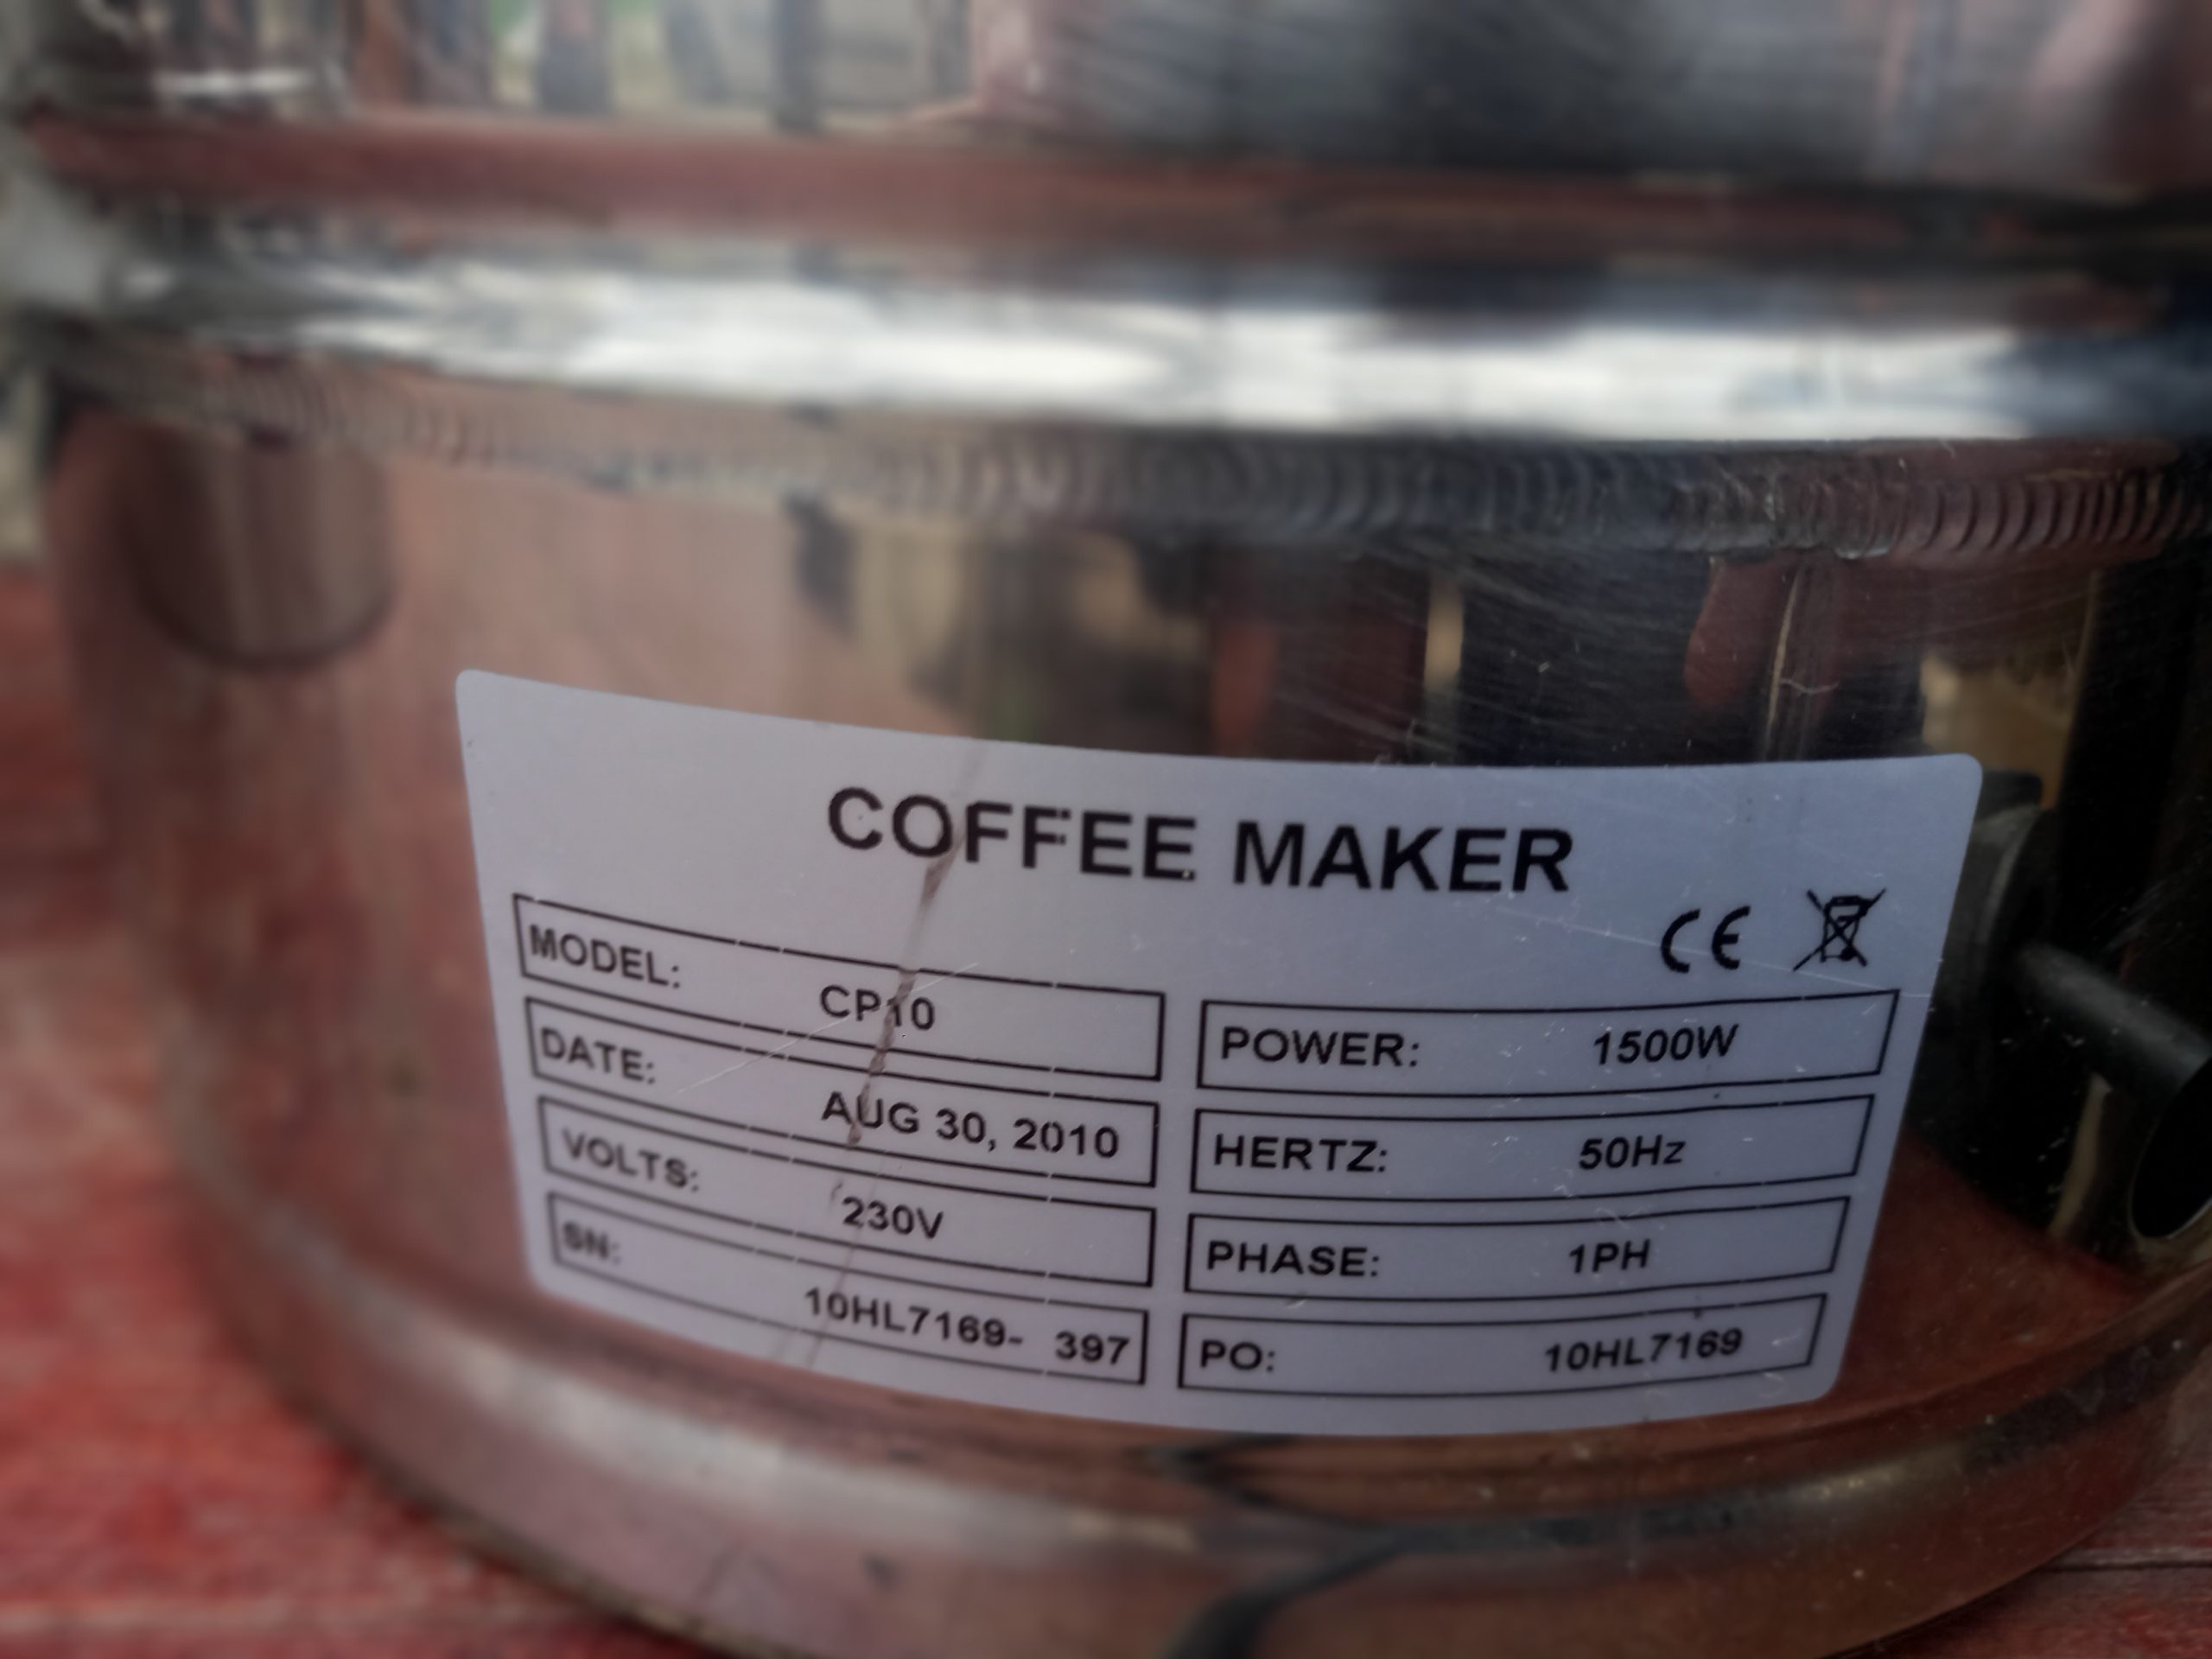 COFFEE MAKER
CE
MODEL: CP10
DATE: AUG 30, 2010
VOLTS: 230V
SN: 10HL7169- 397
POWER: 1500W
HERTZ: 50Hz
PHASE: 1PH
PO: 10HL7169